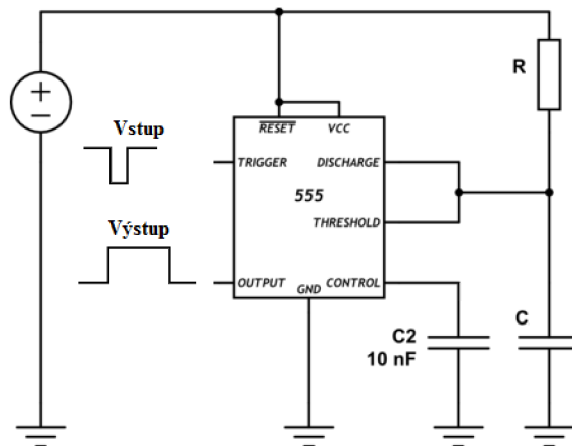 R
Vstup
RESET VCC
TRIGGER DISCHARGE
555
THRESHOLD
Výstup
OUTPUT CONTROL
GND
C2
10 nF
C